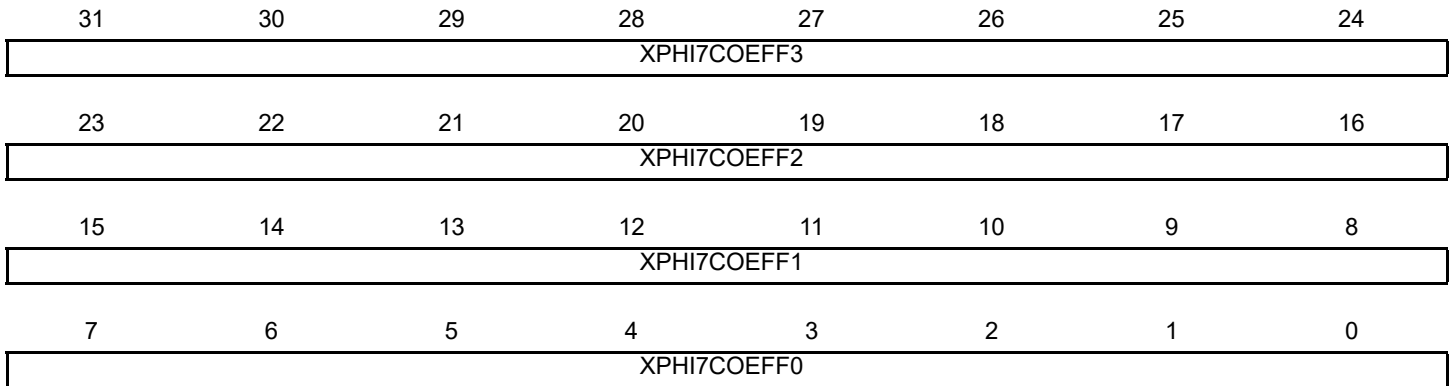 31 30 29 28 27 26 25 24
XPHI7COEFF3
23 22 21 20 19 18 17 16
XPHI7COEFF2
15 14 13 12 11 10 9 8
XPHI7COEFF1
7 6 5 4 3 2 1 0
XPHI7COEFF0